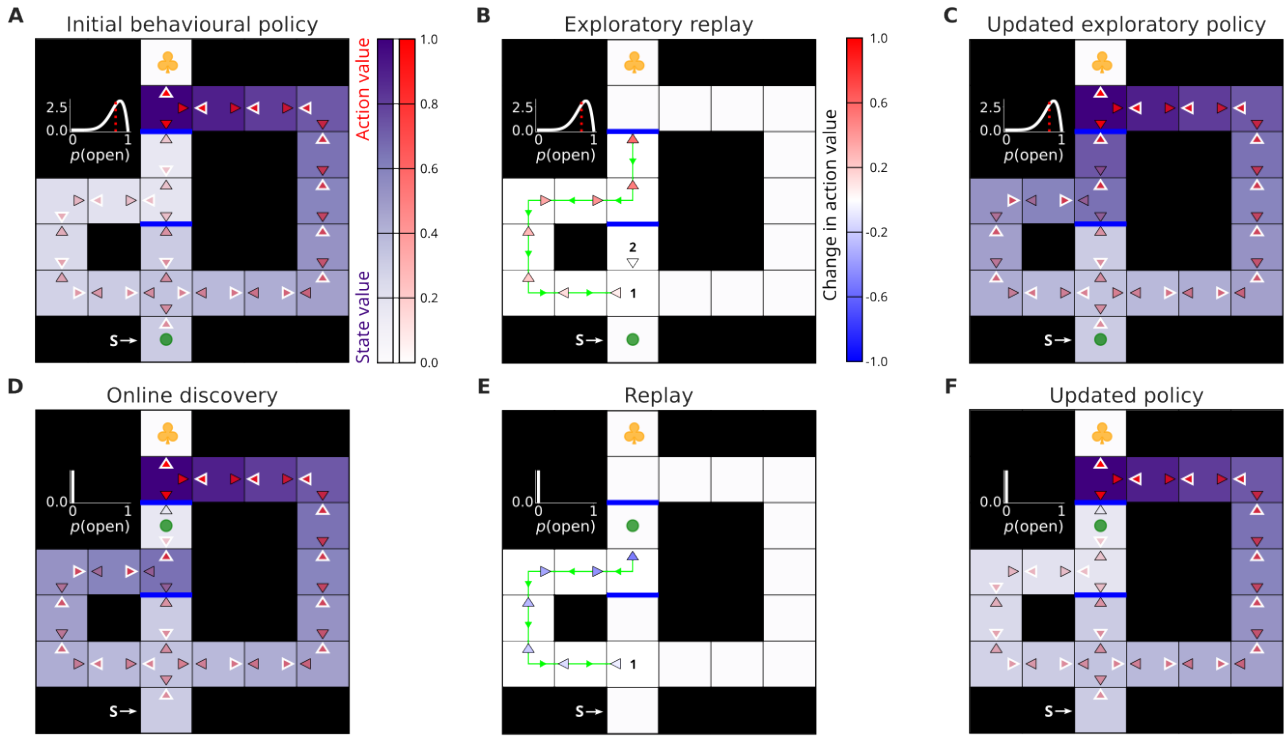 A
Initial behavioural policy
2.5
0.0
0 1
p(open)
S→
State value Action value
1.0
0.8
0.6
0.4
0.2
0.0
B
Exploratory replay
2.5
0.0
0 1
p(open)
2
1
S→
Change in action value
1.0
0.6
0.2
-0.2
-0.6
-1.0
C
Updated exploratory policy
2.5
0.0
0 1
p(open)
S→
D
Online discovery
0.0
0 1
p(open)
S→
E
Replay
0.0
0 1
p(open)
1
S→
F
Updated policy
0.0
0 1
p(open)
S→